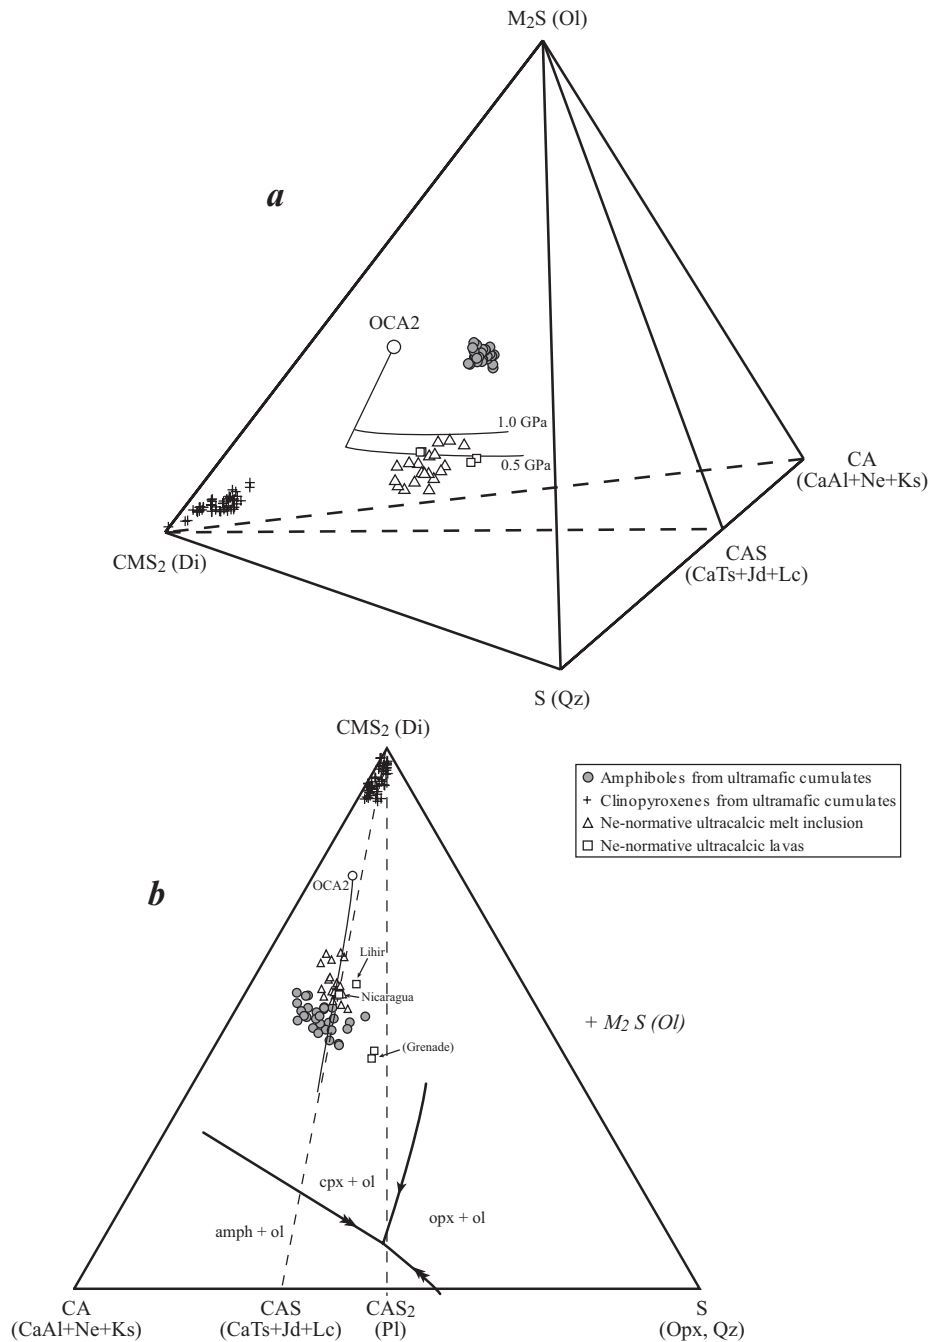 M₂S (Ol)
a
OCA2
1.0 GPa
0.5 GPa
CA
(CaAl+Ne+Ks)
CAS
(CaTs+Jd+Lc)
CMS₂ (Di)
S (Qz)
CMS₂ (Di)
Amphiboles from ultramafic cumulates
Clinopyroxenes from ultramafic cumulates
Ne-normative ultracalcic melt inclusion
Ne-normative ultracalcic lavas
b
OCA2
Lihir
Nicaragua
+ M₂ S (Ol)
(Grenade)
cpx + ol
opx + ol
amph + ol
CA
(CaAl+Ne+Ks)
CAS
(CaTs+Jd+Lc)
CAS₂
(Pl)
S
(Opx, Qz)